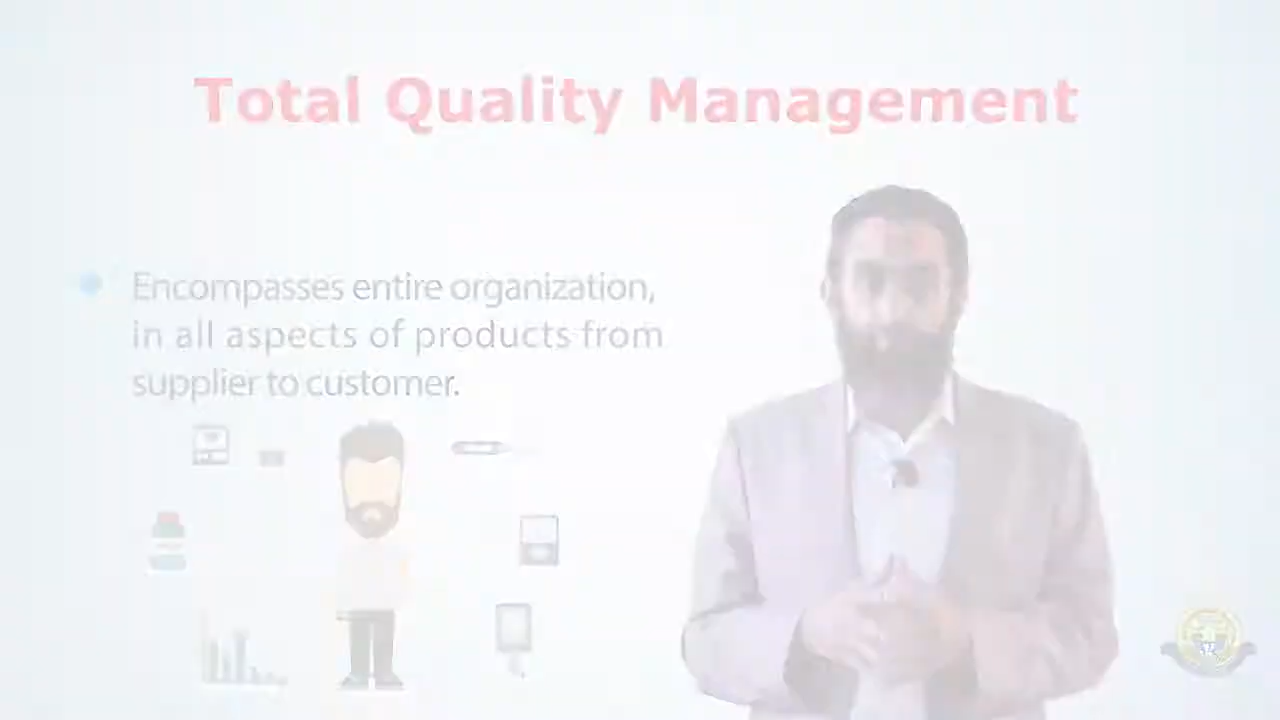 Total Quality Management
Encompasses entire organization,
in all aspects of products from
supplier to customer.